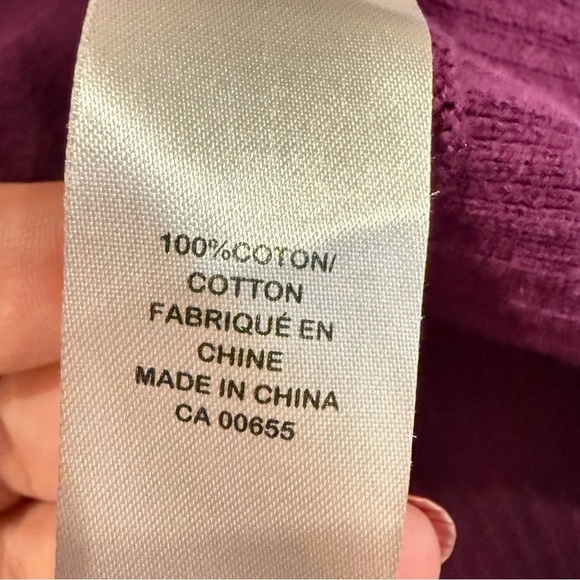 100%COTON/
COTTON
FABRIQUÉ EN
CHINE
MADE IN CHINA
CA 00655